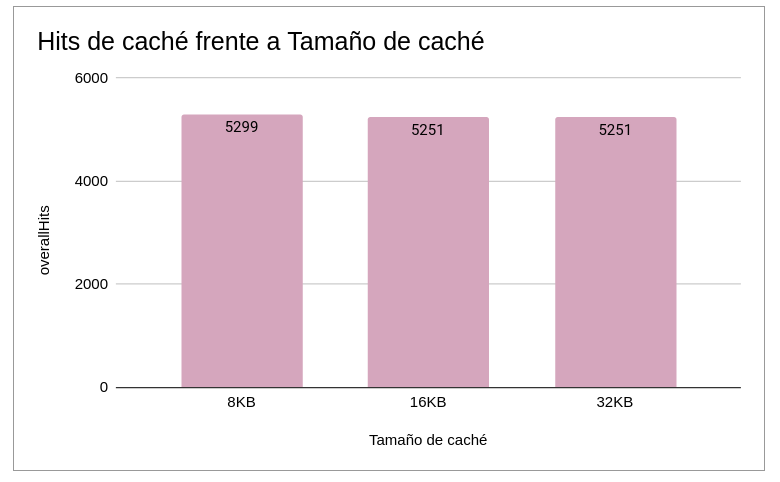 Hits de caché frente a Tamaño de caché
6000
4000
2000
0
overallHits
5299
5251
5251
8KB
16KB
32KB
Tamaño de caché